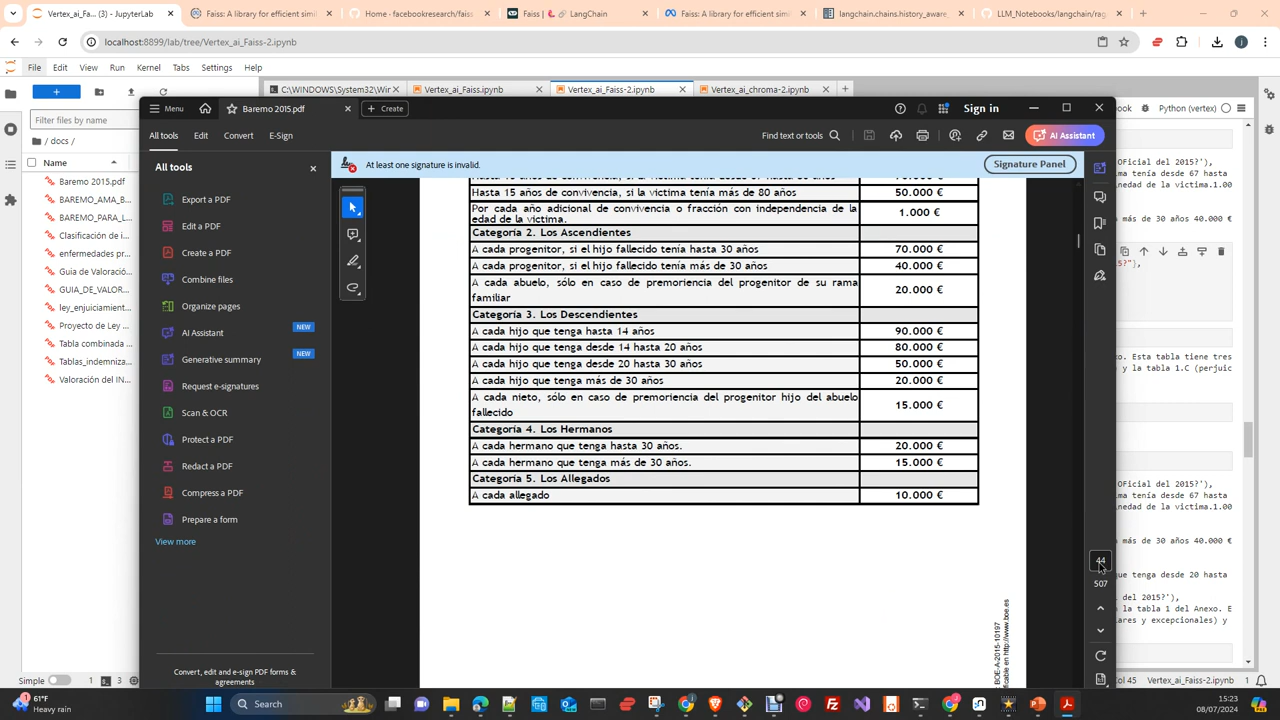 Vertex_ai_Fa... (3) - JupyterLab
Faiss: A library for efficient simi
Home · facebookresearch/faiss
Faiss | 🦜️🔗 LangChain
Faiss: A library for efficient simi
langchain.chains.history_aware_
LLM_Notebooks/langchain/rag
localhost:8899/lab/tree/Vertex_ai_Faiss-2.ipynb
File Edit View Run Kernel Tabs Settings Help
C:\WINDOWS\System32\Wir
Vertex_ai_Faiss.ipynb
Vertex_ai_Faiss-2.ipynb
Vertex_ai_chroma-2.ipynb
Menu
Baremo 2015.pdf
Create
Sign in
book
Python (vertex)
Filter files by name
/ docs /
Name
Baremo 2015.pdf
BAREMO_AMA_B...
BAREMO_PARA_L...
Clasificación de i...
enfermedades pr...
Guia de Valoració...
GUIA_DE_VALOR...
ley_enjuiciamient...
Proyecto de Ley ...
Tabla combinada ...
Tablas_indemniza...
Valoración del IN...
All tools Edit Convert E-Sign
Find text or tools
AI Assistant
All tools
Export a PDF
Edit a PDF
Create a PDF
Combine files
Organize pages
AI Assistant NEW
Generative summary NEW
Request e-signatures
Scan & OCR
Protect a PDF
Redact a PDF
Compress a PDF
Prepare a form
View more
Convert, edit and e-sign PDF forms &
agreements
At least one signature is invalid.
Signature Panel
Hasta 15 años de convivencia, si la víctima tenía más de 80 años 50.000 €
Por cada año adicional de convivencia o fracción con independencia de la
edad de la víctima. 1.000 €
Categoría 2. Los Ascendientes
A cada progenitor, si el hijo fallecido tenía hasta 30 años 70.000 €
A cada progenitor, si el hijo fallecido tenía más de 30 años 40.000 €
A cada abuelo, sólo en caso de premoriencia del progenitor de su rama
familiar 20.000 €
Categoría 3. Los Descendientes
A cada hijo que tenga hasta 14 años 90.000 €
A cada hijo que tenga desde 14 hasta 20 años 80.000 €
A cada hijo que tenga desde 20 hasta 30 años 50.000 €
A cada hijo que tenga más de 30 años 20.000 €
A cada nieto, sólo en caso de premoriencia del progenitor hijo del abuelo
fallecido 15.000 €
Categoría 4. Los Hermanos
A cada hermano que tenga hasta 30 años. 20.000 €
A cada hermano que tenga más de 30 años. 15.000 €
Categoría 5. Los Allegados
A cada allegado 10.000 €
BOE-A-2015-10197
http://www.boe.es
44
507
OFicial del 2015?'),
ima tenía desde 67 hasta
nedad de la víctima.1.00
más de 30 años 40.000
s?"},
exo. Esta tabla tiene tres
y la tabla 1.C (perjuic
OFicial del 2015?'),
ima tenía desde 67 hasta
nedad de la víctima.1.00
más de 30 años 40.000
que tenga desde 20 hasta
del 2015?'),
la tabla 1 del Anexo. E
lares y excepcionales) y
Simple 1 3
Col 45 Vertex_ai_Faiss-2.ipynb 1
61°F
Heavy rain
Search
15:23
08/07/2024